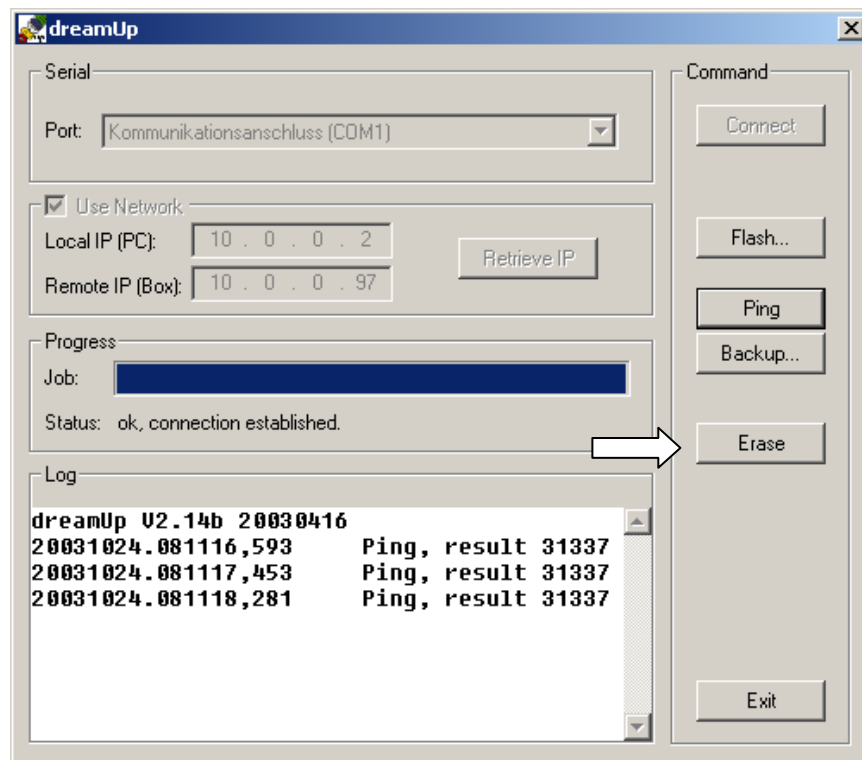 dreamUp
Serial
Port: Kommunikationsanschluss (COM1)
Use Network
Local IP (PC): 10 . 0 . 0 . 2
Remote IP (Box): 10 . 0 . 0 . 97
Retrieve IP
Progress
Job:
Status: ok, connection established.
Log
dreamUp V2.14b 20030416
20031024.081116,593 Ping, result 31337
20031024.081117,453 Ping, result 31337
20031024.081118,281 Ping, result 31337
Command
Connect
Flash...
Ping
Backup...
Erase
Exit